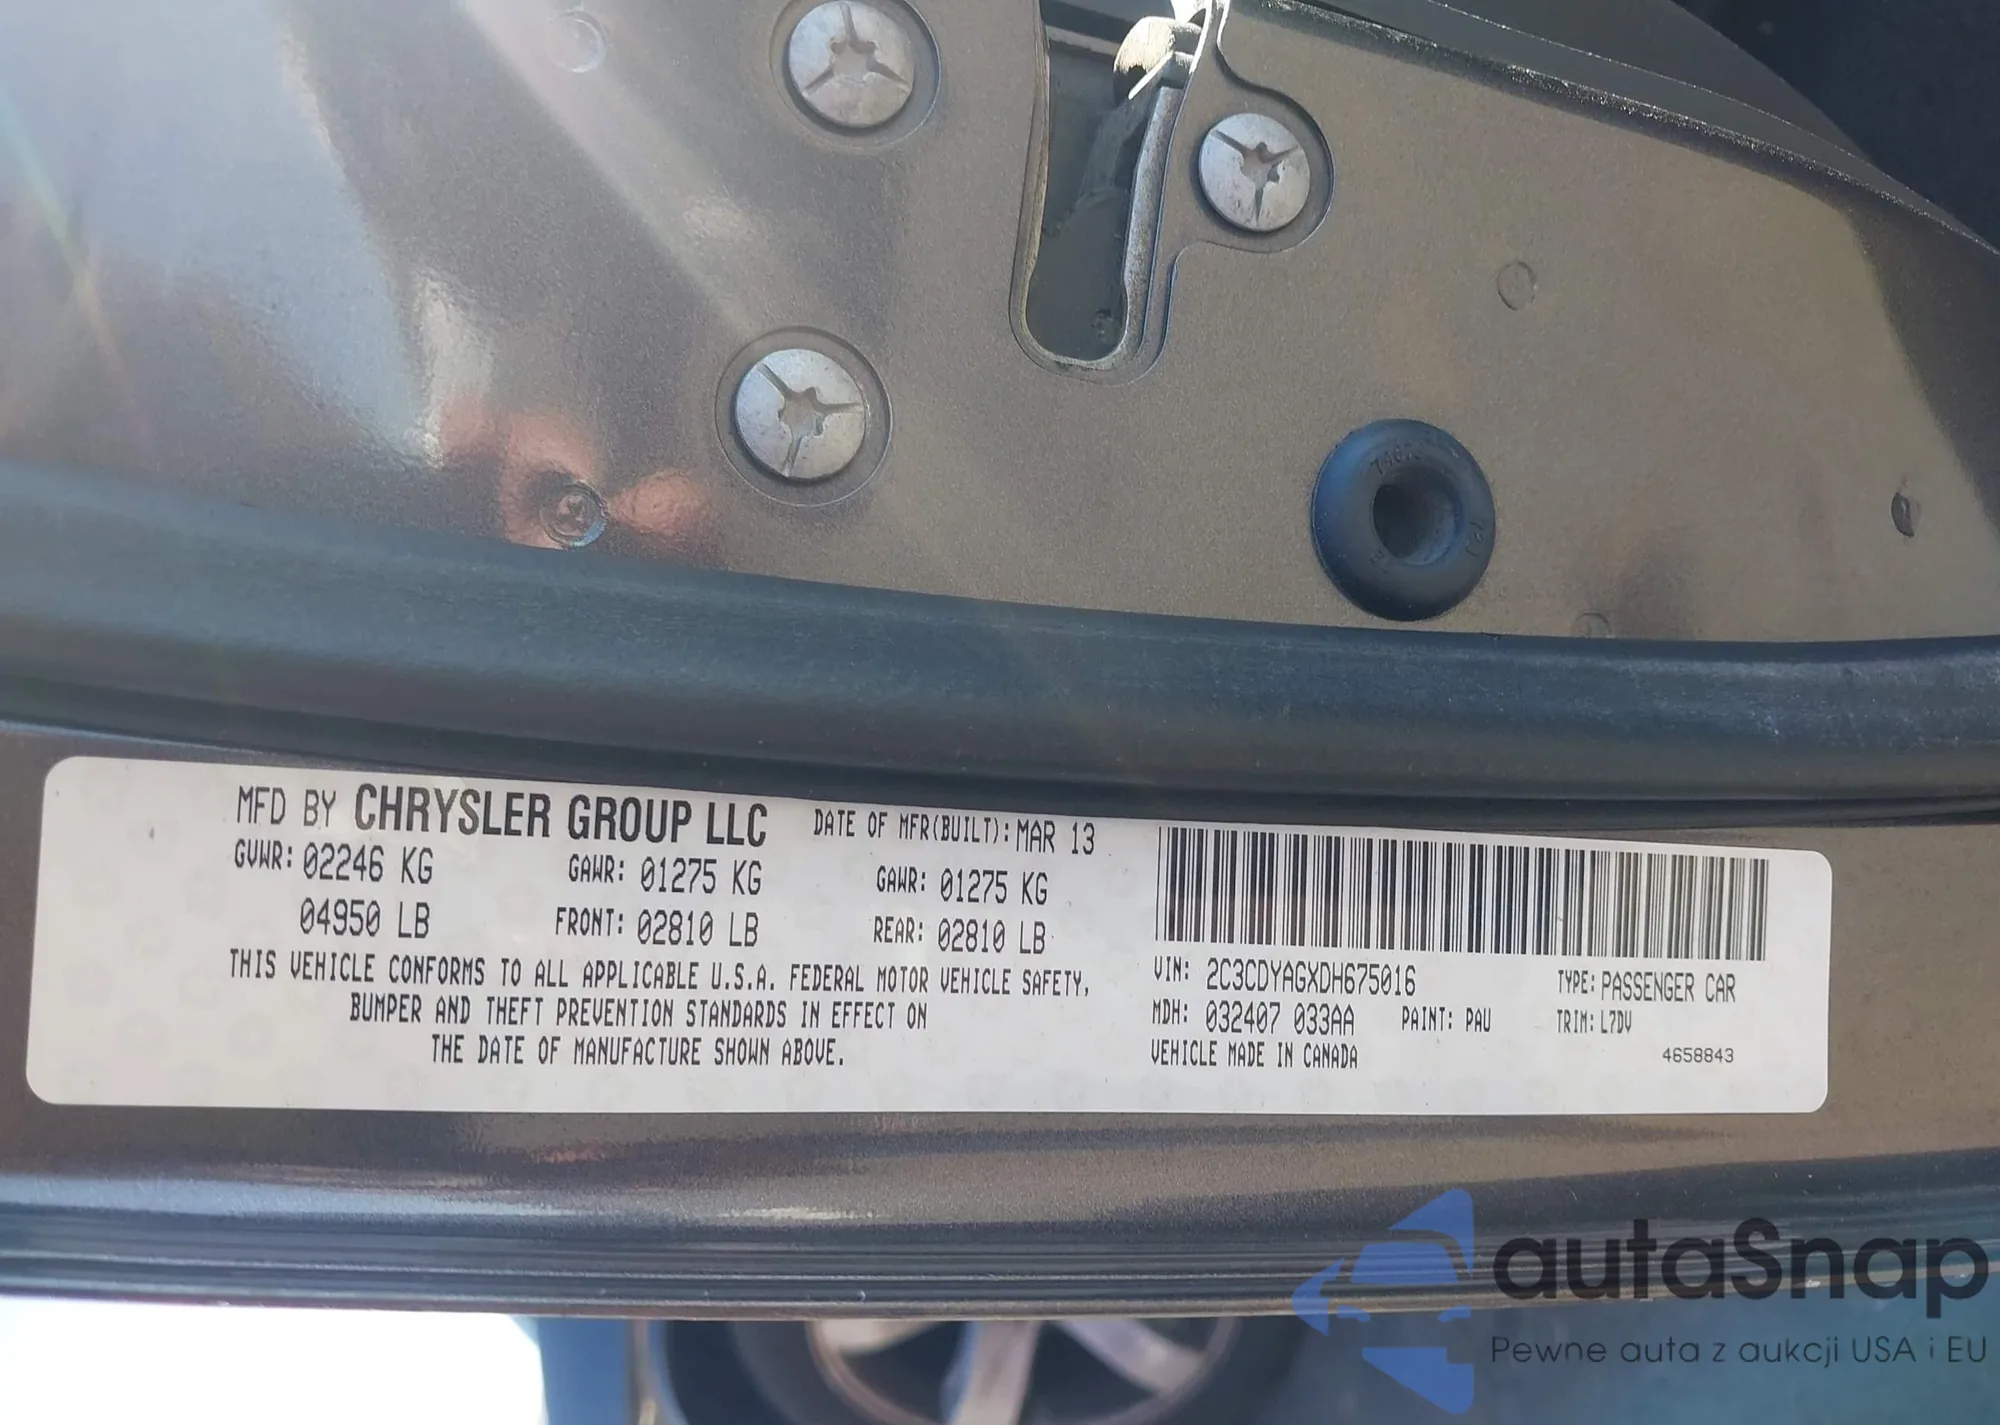 MFD BY CHRYSLER GROUP LLC DATE OF MFR(BUILT): MAR 13
GVWR: 02246 KG GAWR: 01275 KG GAWR: 01275 KG
04950 LB FRONT: 02810 LB REAR: 02810 LB
THIS VEHICLE CONFORMS TO ALL APPLICABLE U.S.A. FEDERAL MOTOR VEHICLE SAFETY,
BUMPER AND THEFT PREVENTION STANDARDS IN EFFECT ON
THE DATE OF MANUFACTURE SHOWN ABOVE.
VIN: 2C3CDYAGXDH675016 TYPE: PASSENGER CAR
MDH: 032407 033AA PAINT: PAU TRIM: L7DV
VEHICLE MADE IN CANADA 4658843
autaSnap
Pewne auta z aukcji USA i EU